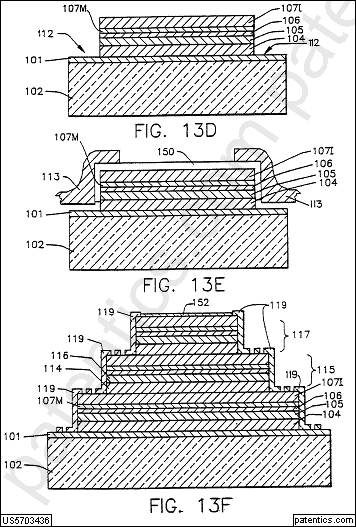 107M 107I
106
112 105 112
104
101
102
FIG. 13D
107M 150 107I
106
105
104
113 113
101
102
FIG. 13E
119 152 119
117
119
116 115
114 119
119 107I
107M 106
105
104
101
102
FIG. 13F
US5703436 patentics.com